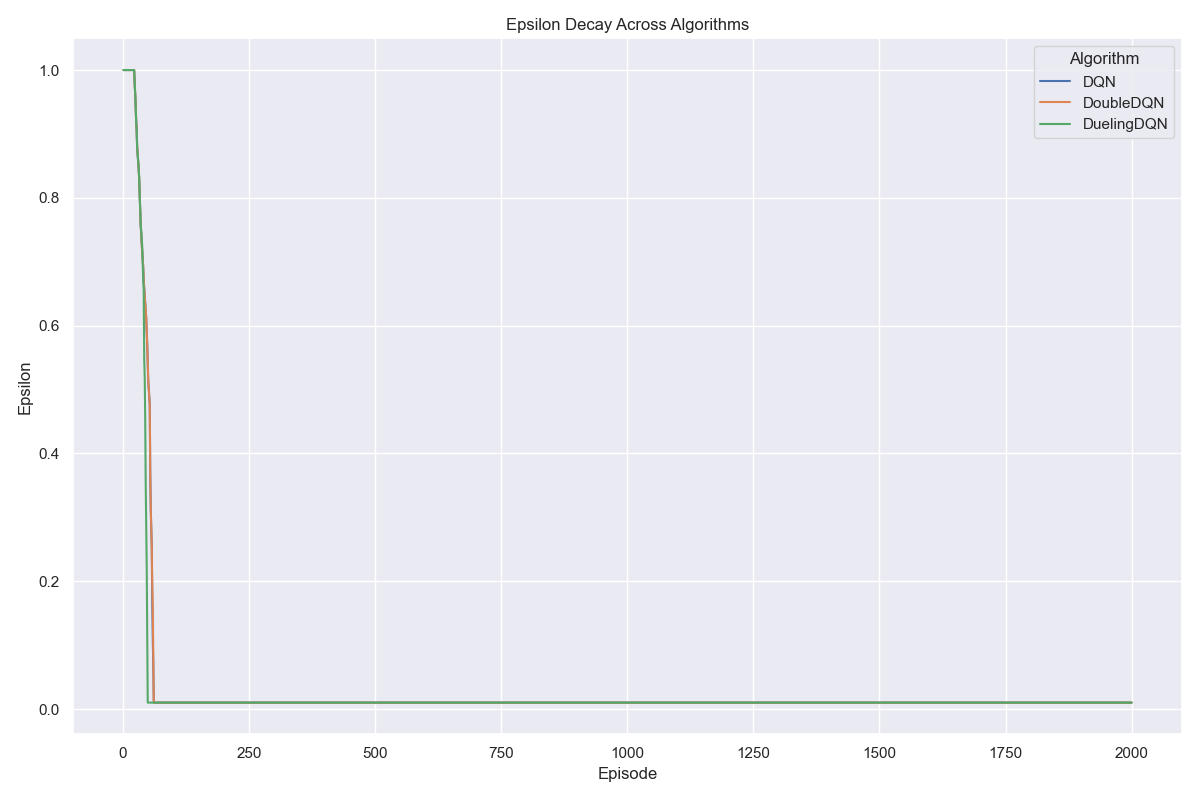 Epsilon Decay Across Algorithms
Algorithm
DQN
DoubleDQN
DuelingDQN
Epsilon
1.0
0.8
0.6
0.4
0.2
0.0
0 250 500 750 1000 1250 1500 1750 2000
Episode